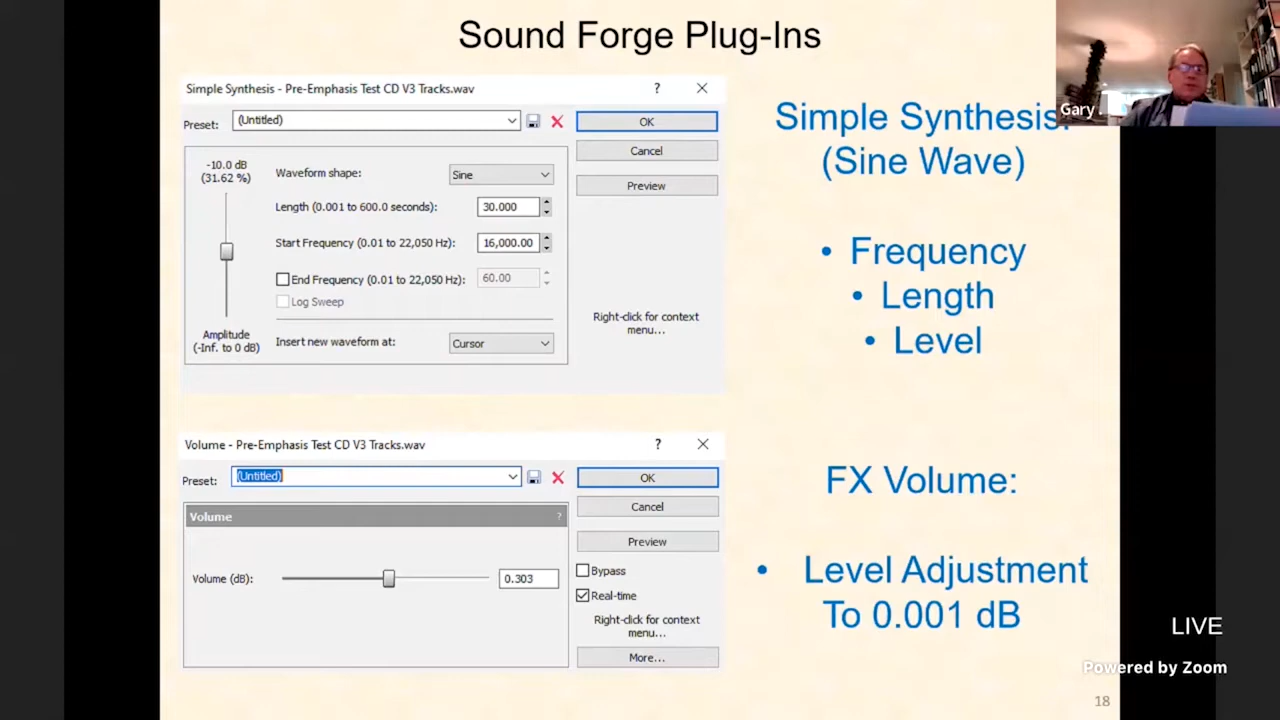 Sound Forge Plug-Ins
Simple Synthesis - Pre-Emphasis Test CD V3 Tracks.wav
?
Preset:
(Untitled)
OK
Cancel
Preview
-10.0 dB
(31.62 %)
Waveform shape:
Sine
Length (0.001 to 600.0 seconds):
30.000
Start Frequency (0.01 to 22,050 Hz):
16,000.00
End Frequency (0.01 to 22,050 Hz):
60.00
Log Sweep
Amplitude
(-Inf. to 0 dB)
Insert new waveform at:
Cursor
Right-click for context
menu...
Gary
Simple Synthesis:
(Sine Wave)
• Frequency
• Length
• Level
Volume - Pre-Emphasis Test CD V3 Tracks.wav
?
Preset:
(Untitled)
OK
Cancel
Preview
Volume
?
Volume (dB):
0.303
Bypass
Real-time
Right-click for context
menu...
More...
FX Volume:
• Level Adjustment
To 0.001 dB
LIVE
Powered by Zoom
18